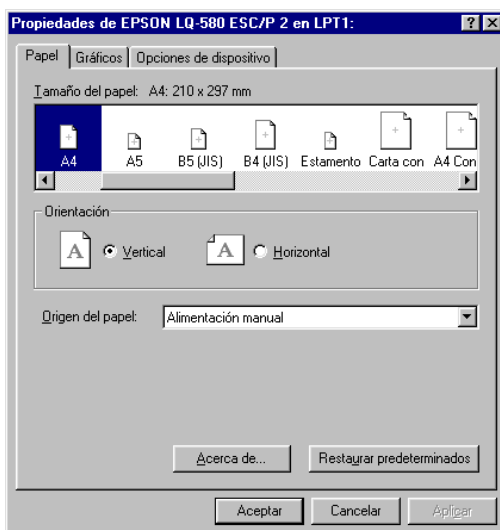 Propiedades de EPSON LQ-580 ESC/P 2 en LPT1:
Papel Gráficos Opciones de dispositivo
Tamaño del papel: A4: 210 x 297 mm
A4 A5 B5 (JIS) B4 (JIS) Estamento Carta con A4 Con
Orientación
A Vertical A Horizontal
Origen del papel: Alimentación manual
Acerca de... Restaurar predeterminados
Aceptar Cancelar Aplicar